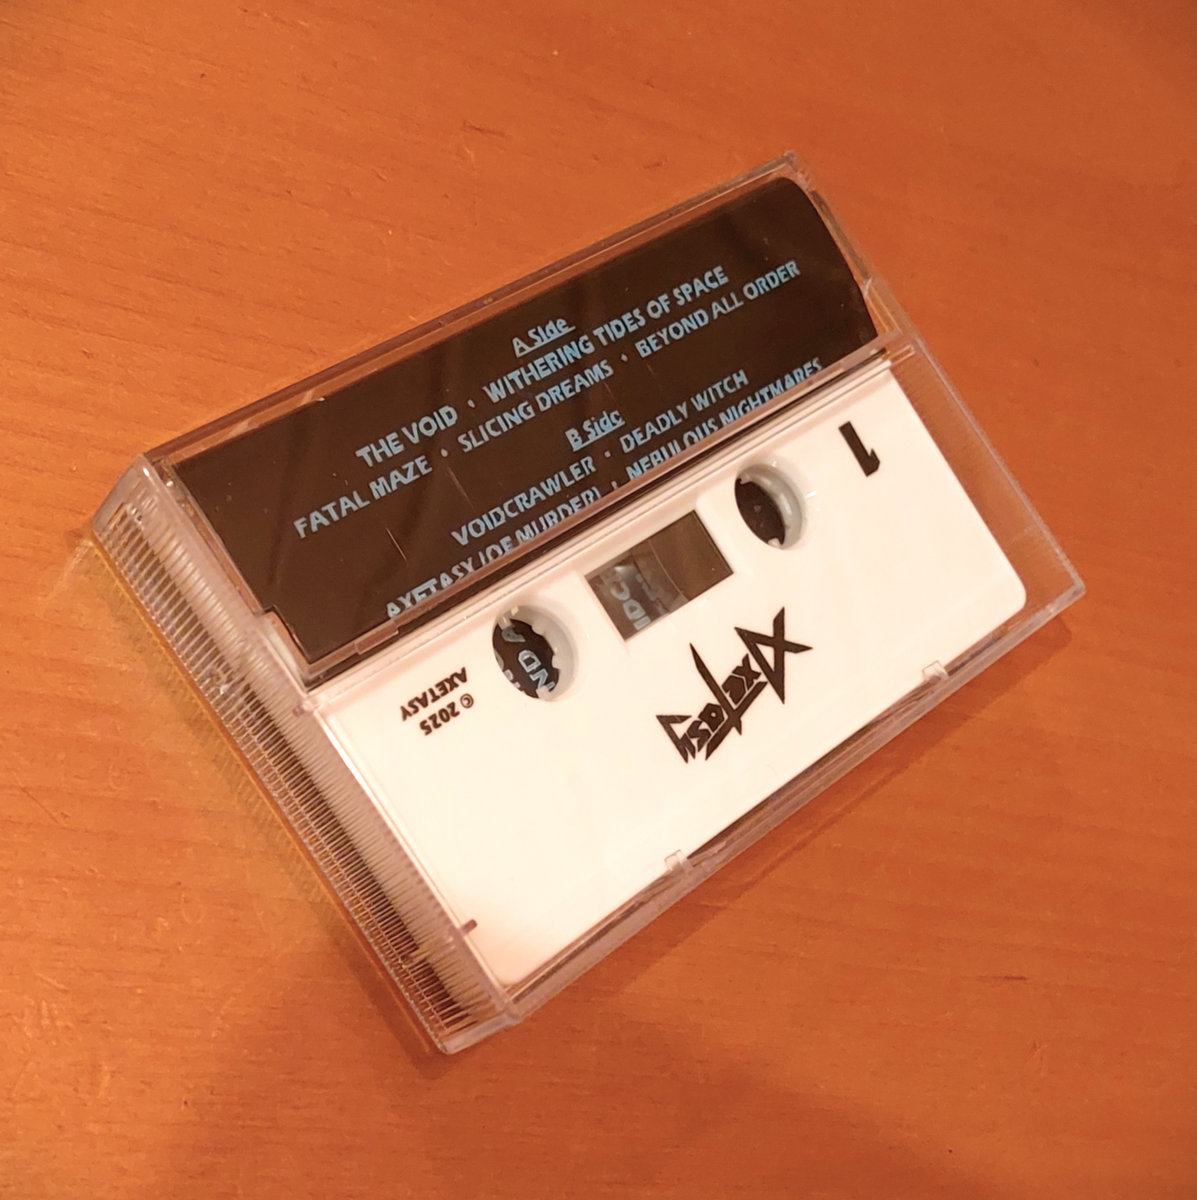 A Side
THE VOID • WITHERING TIDES OF SPACE
FATAL MAZE • SLICING DREAMS • BEYOND ALL ORDER
B Side
VOIDCRAWLER • DEADLY WITCH
AXETASY (OF MURDER) • NEBULOUS NIGHTMARES
1
Axetasy
© 2025
AXETASY